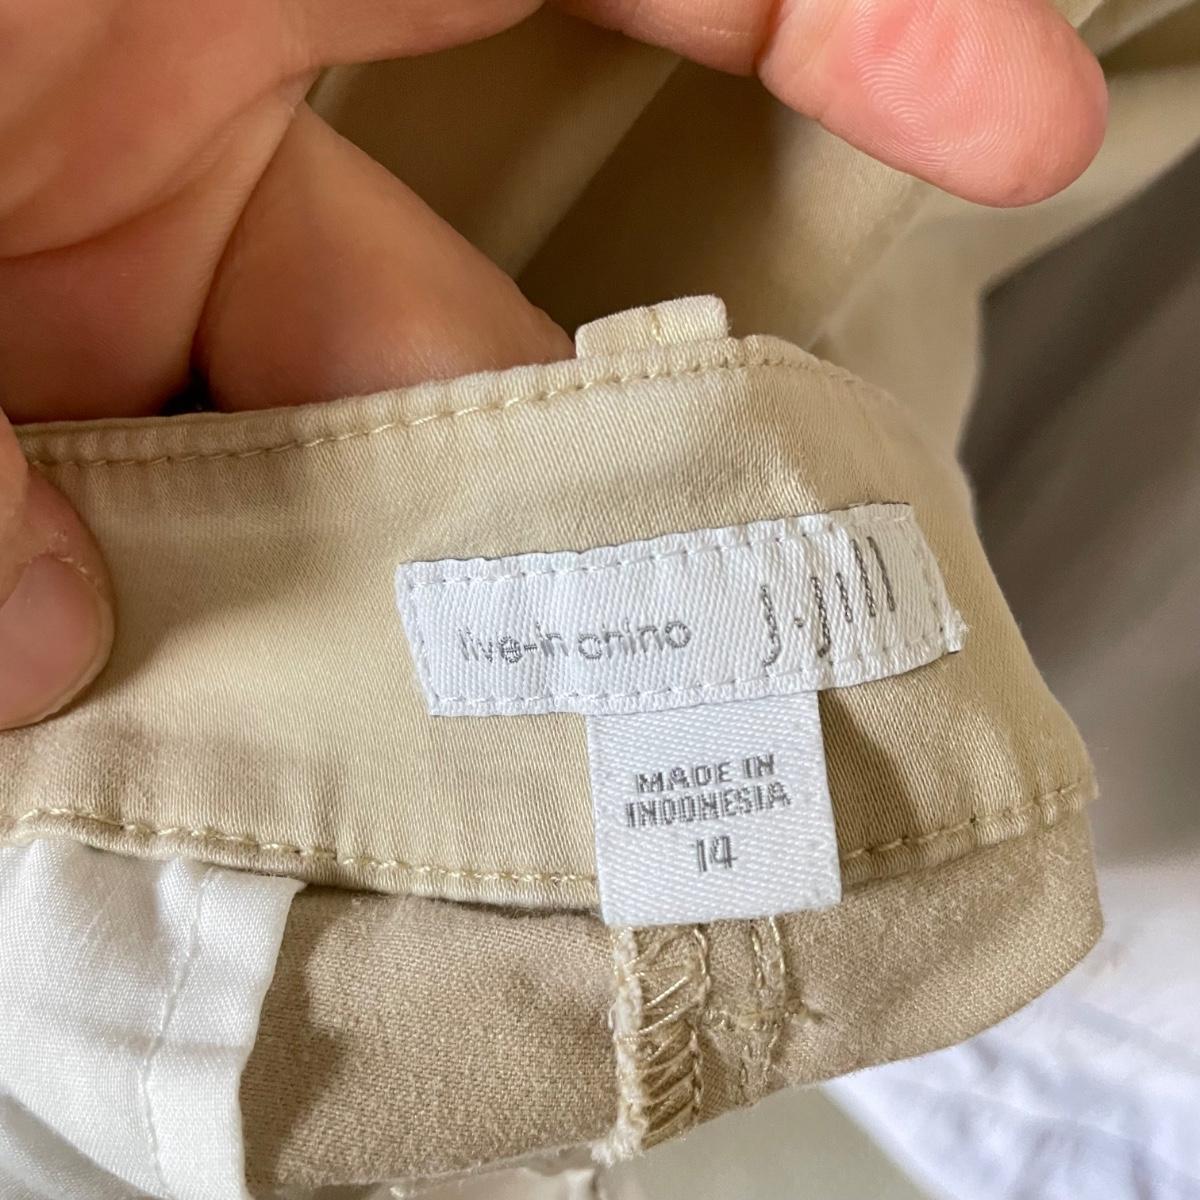 live-in chino J.Jill
MADE IN
INDONESIA
14